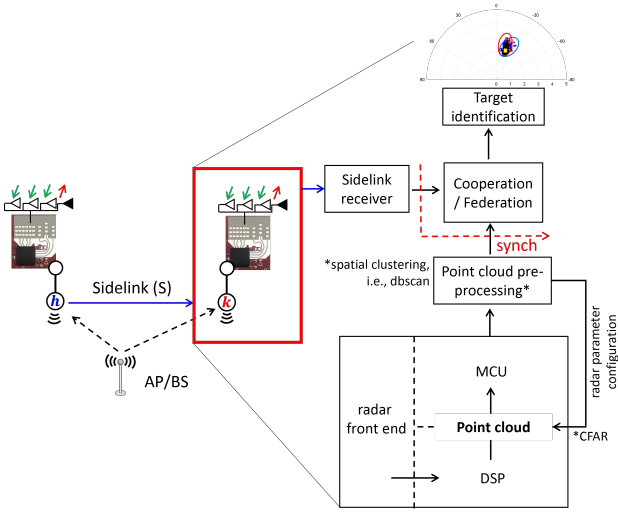 90
60
30
0
-30
-60
-90
0
1
2
3
4
5
Target
identification
Sidelink
receiver
Cooperation
/ Federation
synch
*spatial clustering,
i.e., dbscan
Point cloud pre-
processing*
Sidelink (S)
h
k
AP/BS
radar parameter
configuration
MCU
radar
front end
Point cloud
*CFAR
DSP